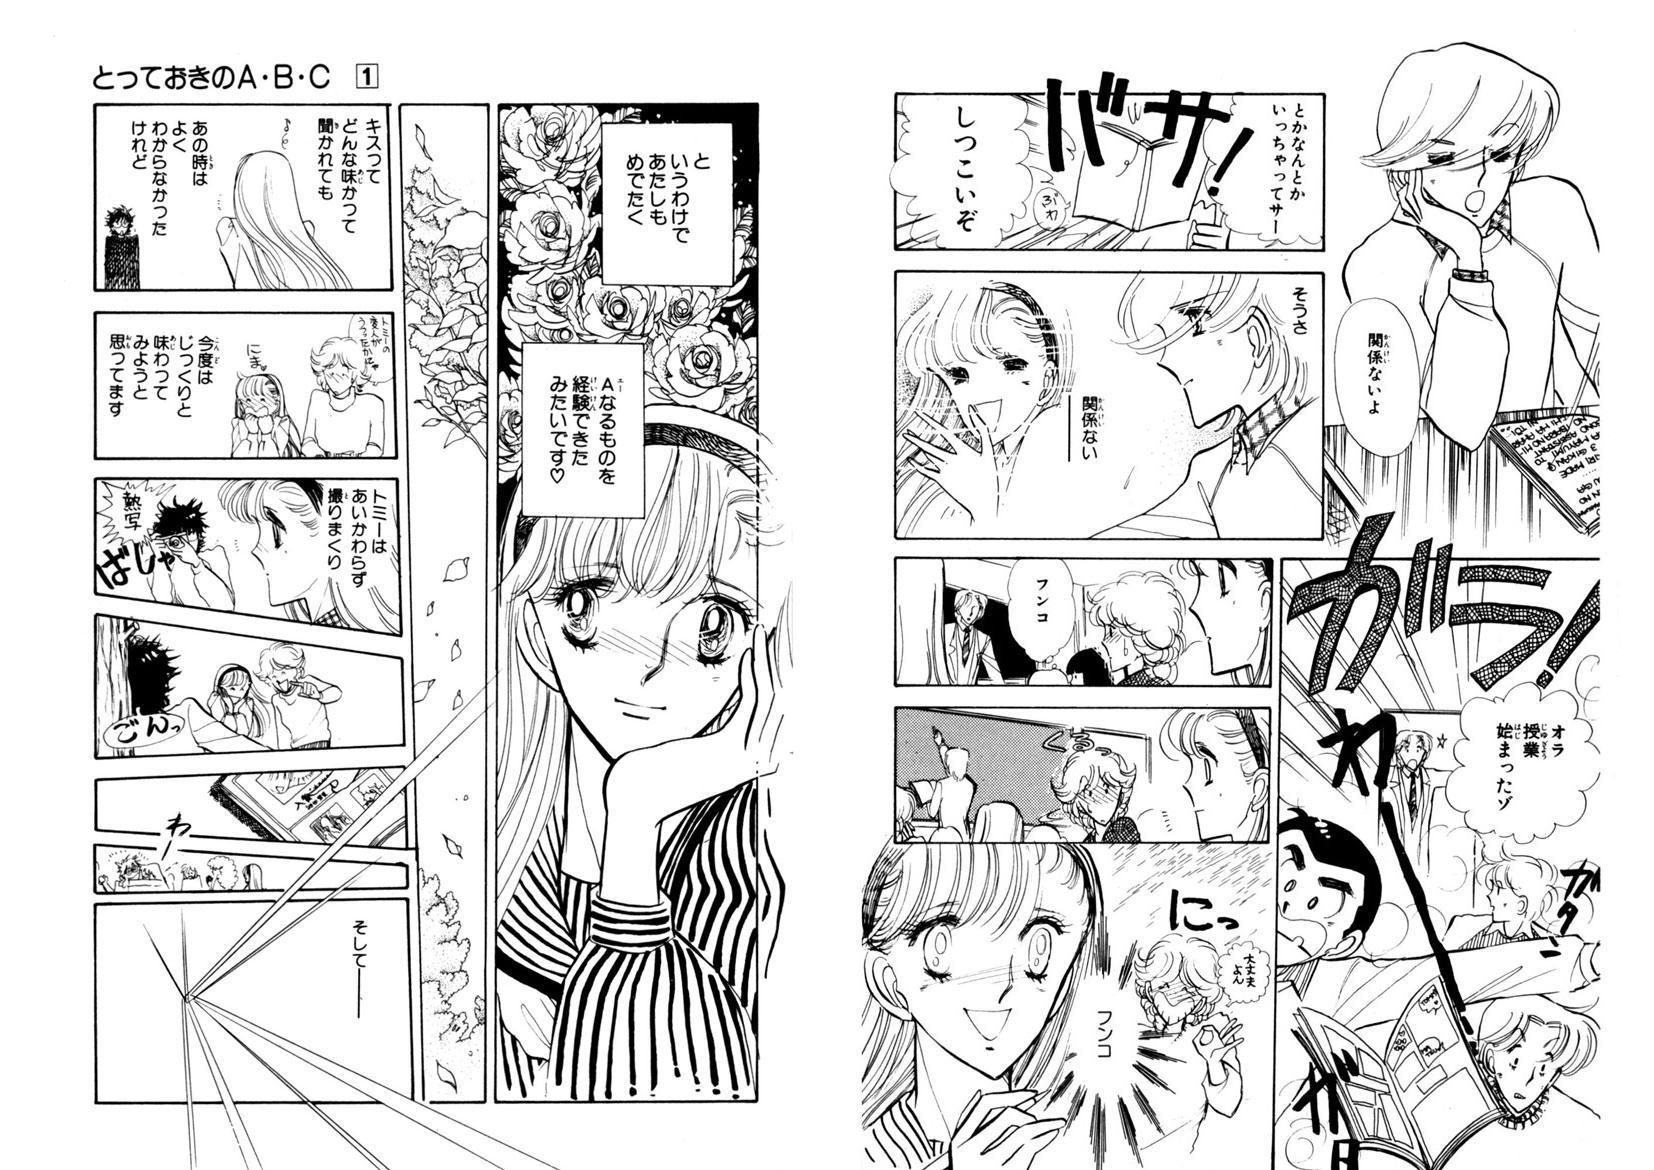 とかなんとか
いっちゃってサー
バサ!
ぶわ
しつこいぞ
関係ないよ
そうさ
関係ない
ガラ!
オラ
授業
始まったゾ
わ
ガタ
フンコ
くるっ
にっ
大丈夫
よん
フンコ
とっておきのA・B・C 1
と
いうわけで
あたしも
めでたく
Aなるものを
経験できた
みたいです♡
キスって
どんな味かって
聞かれても
あの時は
よく
わからなかった
けれど
トミーの
にま
今度は
じっくりと
味わって
みようと
思ってます
トミーは
あいかわらず
撮りまくり
熱写
ばしゃ
ごんっ
わーっ
そして――